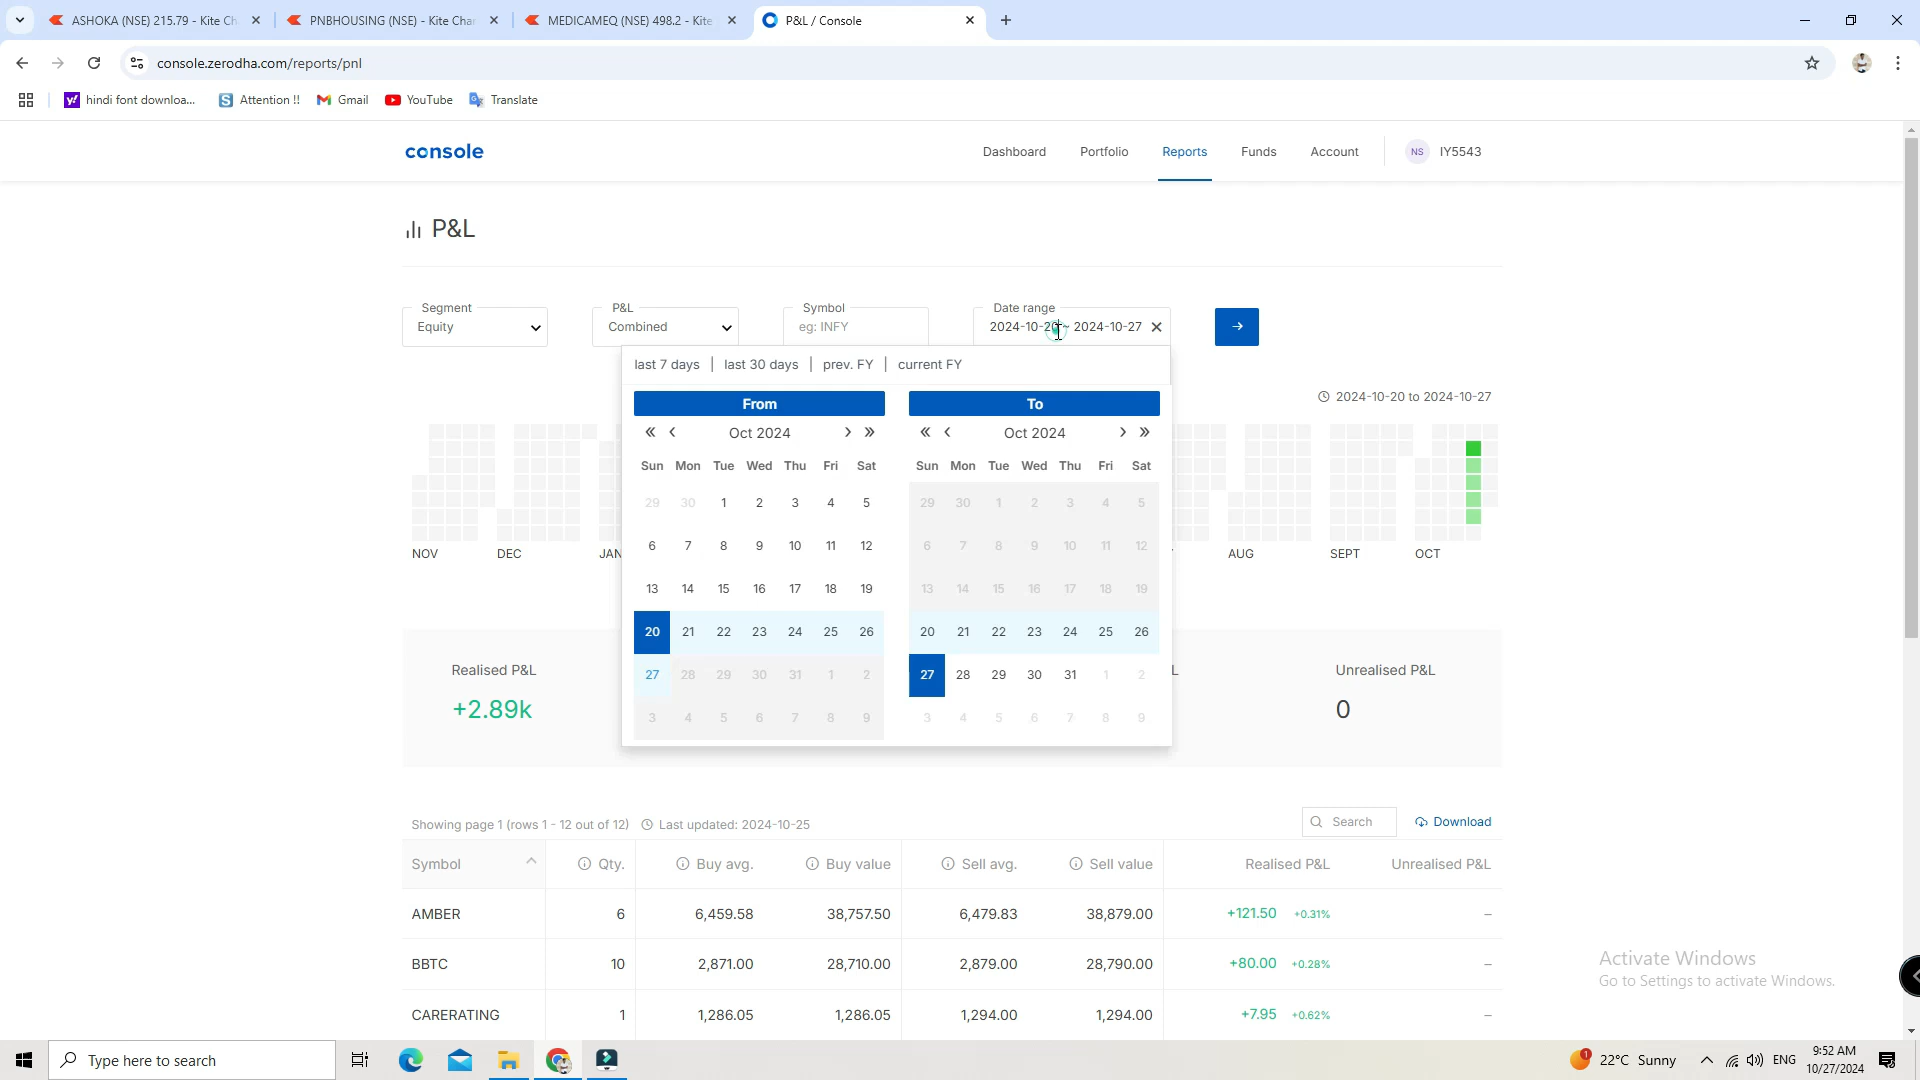 ASHOKA (NSE) 215.79 - Kite Ch
PNBHOUSING (NSE) - Kite Cha
MEDICAMEQ (NSE) 498.2 - Kite
P&L / Console
console.zerodha.com/reports/pnl
hindi font downloa...
Attention !!
Gmail
YouTube
Translate
console
Dashboard
Portfolio
Reports
Funds
Account
NS
IY5543
P&L
Segment
Equity
P&L
Combined
Symbol
eg: INFY
Date range
2024-10-20 ~ 2024-10-27
last 7 days | last 30 days | prev. FY | current FY
2024-10-20 to 2024-10-27
From
Oct 2024
Sun Mon Tue Wed Thu Fri Sat
29 30 1 2 3 4 5
6 7 8 9 10 11 12
13 14 15 16 17 18 19
20 21 22 23 24 25 26
27 28 29 30 31 1 2
3 4 5 6 7 8 9
To
Oct 2024
Sun Mon Tue Wed Thu Fri Sat
29 30 1 2 3 4 5
6 7 8 9 10 11 12
13 14 15 16 17 18 19
20 21 22 23 24 25 26
27 28 29 30 31 1 2
3 4 5 6 7 8 9
NOV DEC JAN AUG SEPT OCT
Realised P&L
+2.89k
Unrealised P&L
0
Showing page 1 (rows 1 - 12 out of 12) Last updated: 2024-10-25
Search
Download
Symbol Qty. Buy avg. Buy value Sell avg. Sell value Realised P&L Unrealised P&L
AMBER 6 6,459.58 38,757.50 6,479.83 38,879.00 +121.50 +0.31% –
BBTC 10 2,871.00 28,710.00 2,879.00 28,790.00 +80.00 +0.28% –
CARERATING 1 1,286.05 1,286.05 1,294.00 1,294.00 +7.95 +0.62% –
Activate Windows
Go to Settings to activate Windows.
Type here to search
1
22°C Sunny
ENG
9:52 AM
10/27/2024